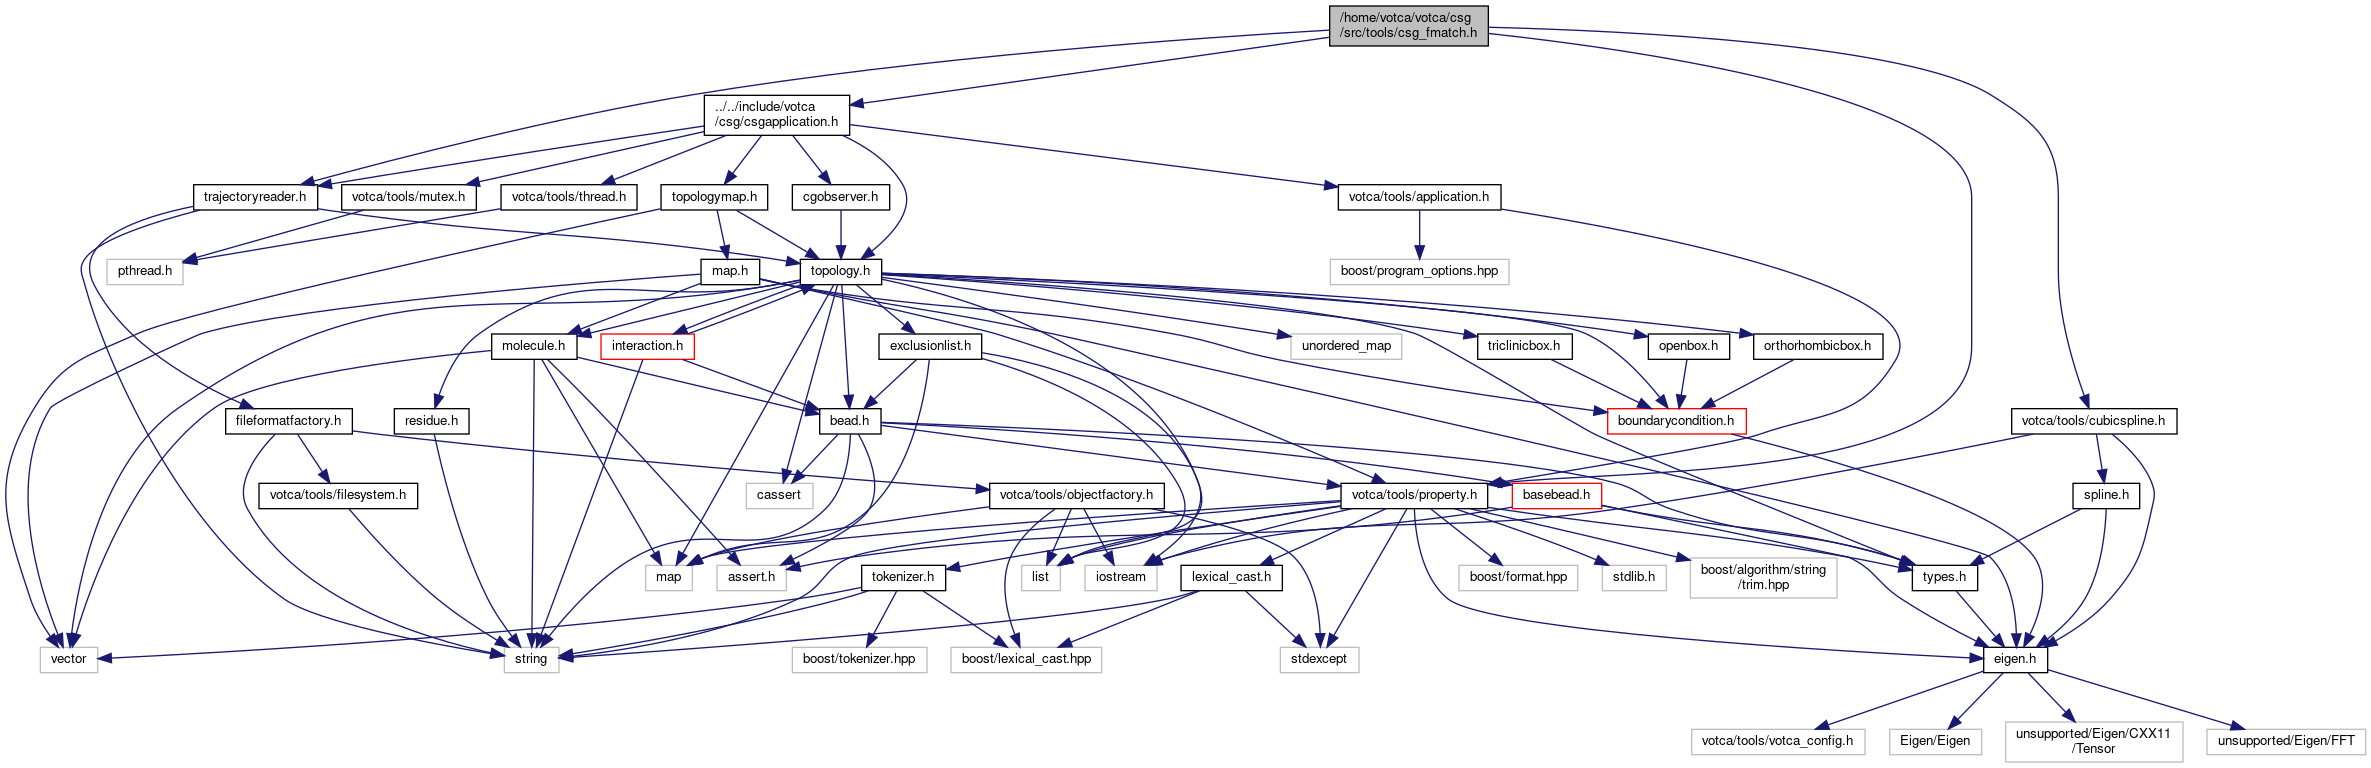 /home/votca/votca/csg
/src/tools/csg_fmatch.h
../../include/votca
/csg/csgapplication.h
trajectoryreader.h
votca/tools/mutex.h
votca/tools/thread.h
topologymap.h
cgobserver.h
votca/tools/application.h
pthread.h
map.h
topology.h
boost/program_options.hpp
molecule.h
interaction.h
exclusionlist.h
unordered_map
triclinicbox.h
openbox.h
orthorhombicbox.h
fileformatfactory.h
residue.h
bead.h
boundarycondition.h
votca/tools/cubicspline.h
votca/tools/filesystem.h
cassert
votca/tools/objectfactory.h
votca/tools/property.h
basebead.h
spline.h
map
assert.h
tokenizer.h
list
iostream
lexical_cast.h
boost/format.hpp
stdlib.h
boost/algorithm/string
/trim.hpp
types.h
vector
string
boost/tokenizer.hpp
boost/lexical_cast.hpp
stdexcept
eigen.h
votca/tools/votca_config.h
Eigen/Eigen
unsupported/Eigen/CXX11
/Tensor
unsupported/Eigen/FFT